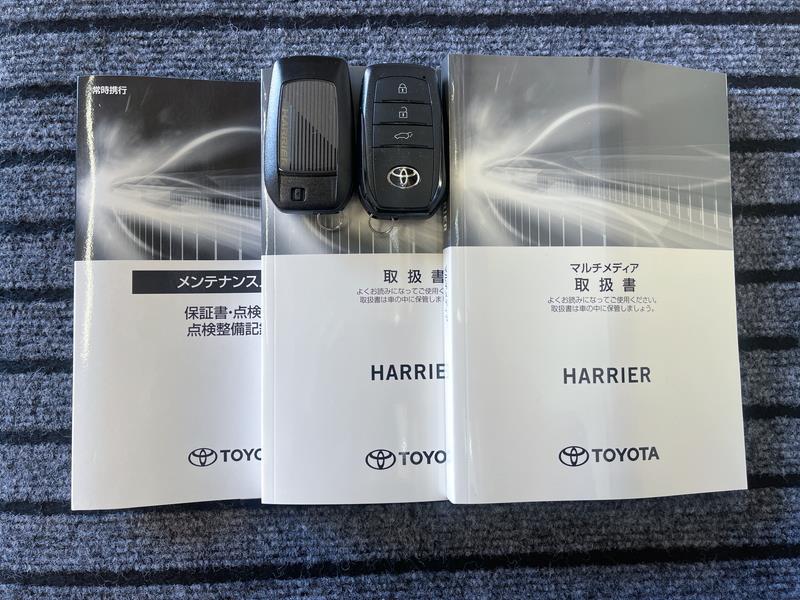 常時携行
メンテナンス
保証書・点検
点検整備記
TOYO
HARRIER
取扱書
よくお読みになってご使用く
取扱書は車の中に保管しま
HARRIE
TOYO
マルチメディア
取扱書
よくお読みになってご使用ください。
取扱書は車の中に保管しましょう。
HARRIER
TOYOTA